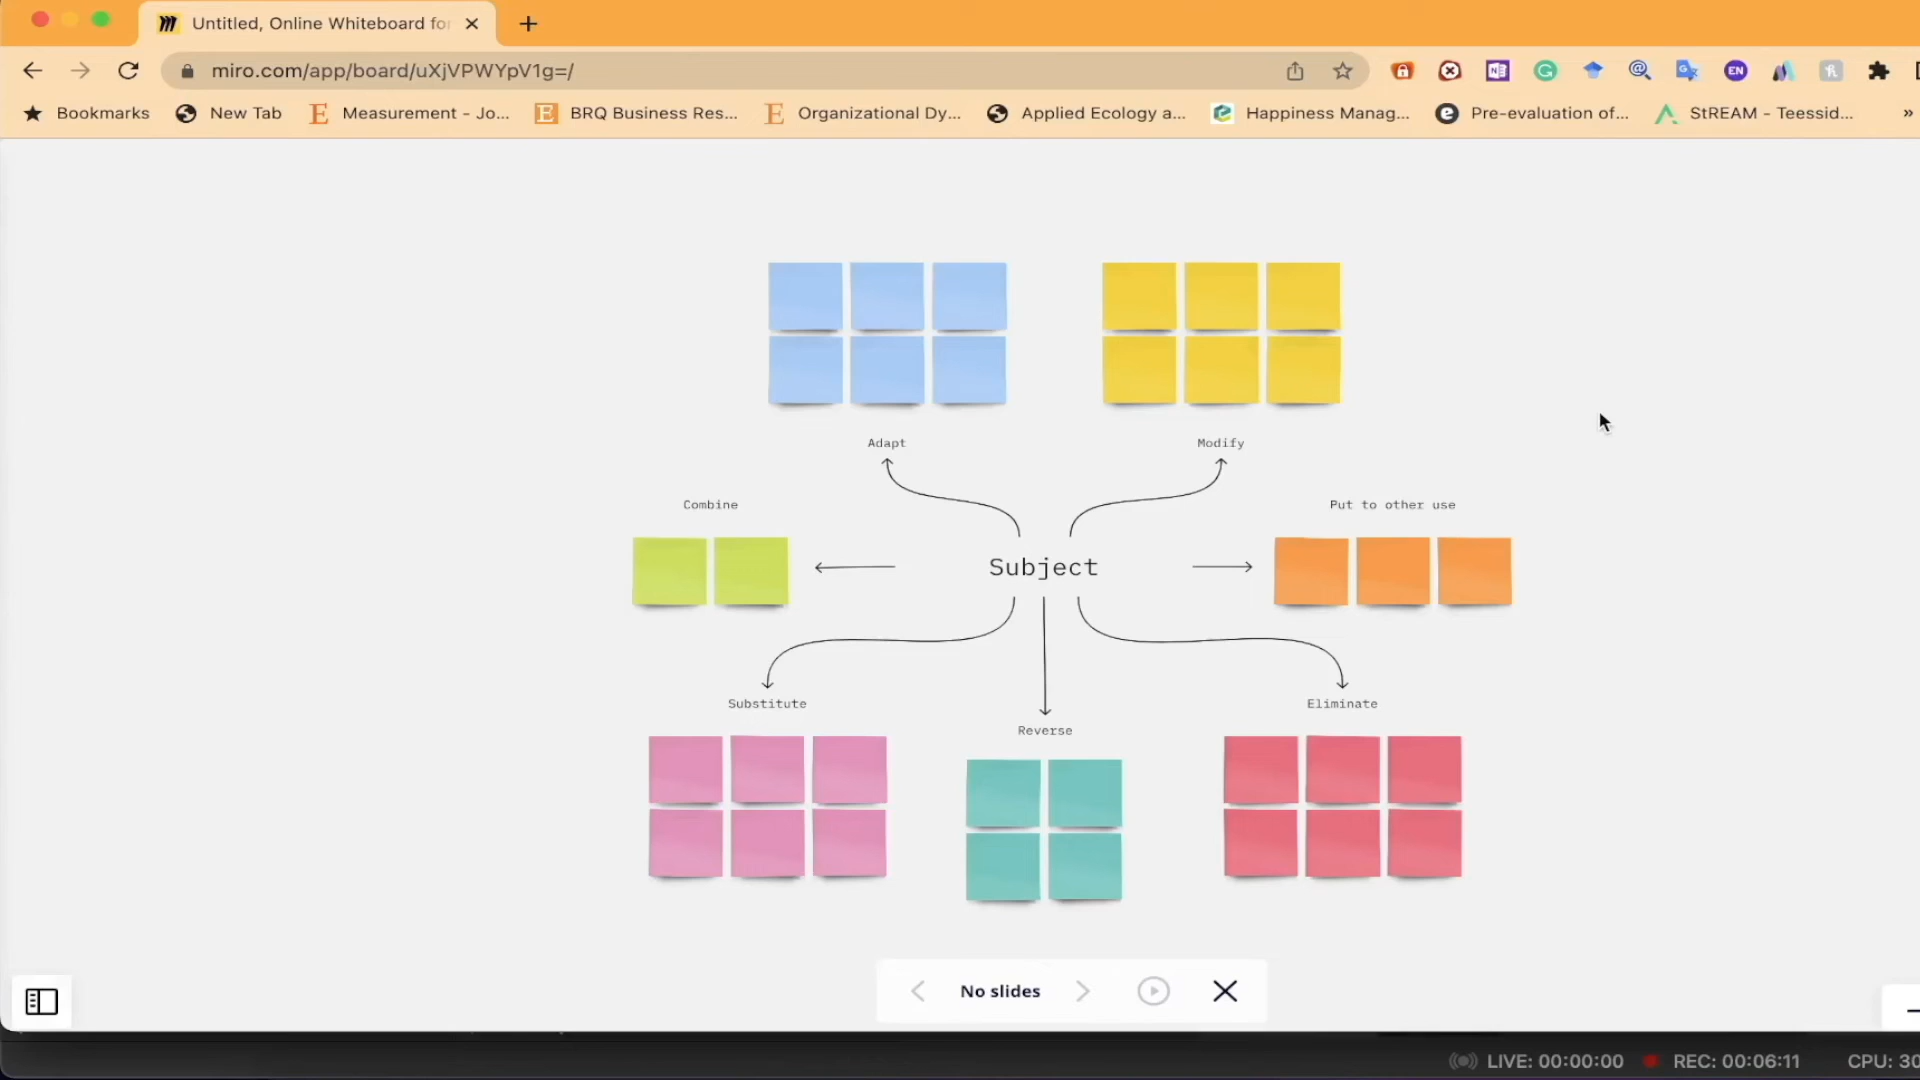 Untitled, Online Whiteboard for
miro.com/app/board/uXjVPWYpV1g=/
EN
Bookmarks
New Tab
E Measurement - Jo...
E BRQ Business Res...
E Organizational Dy...
Applied Ecology a...
Happiness Manag...
Pre-evaluation of...
StREAM - Teessid...
»
Adapt
Modify
Combine
Put to other use
Subject
Substitute
Eliminate
Reverse
No slides
LIVE: 00:00:00
REC: 00:06:11
CPU: 30